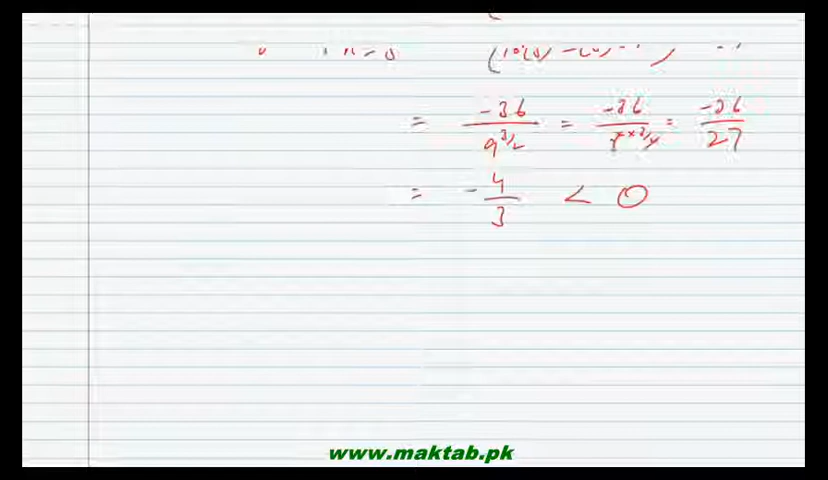 = -36/9^3/2 = -36/3^2×3/2 = -36/27
= -4/3 < 0
www.maktab.pk